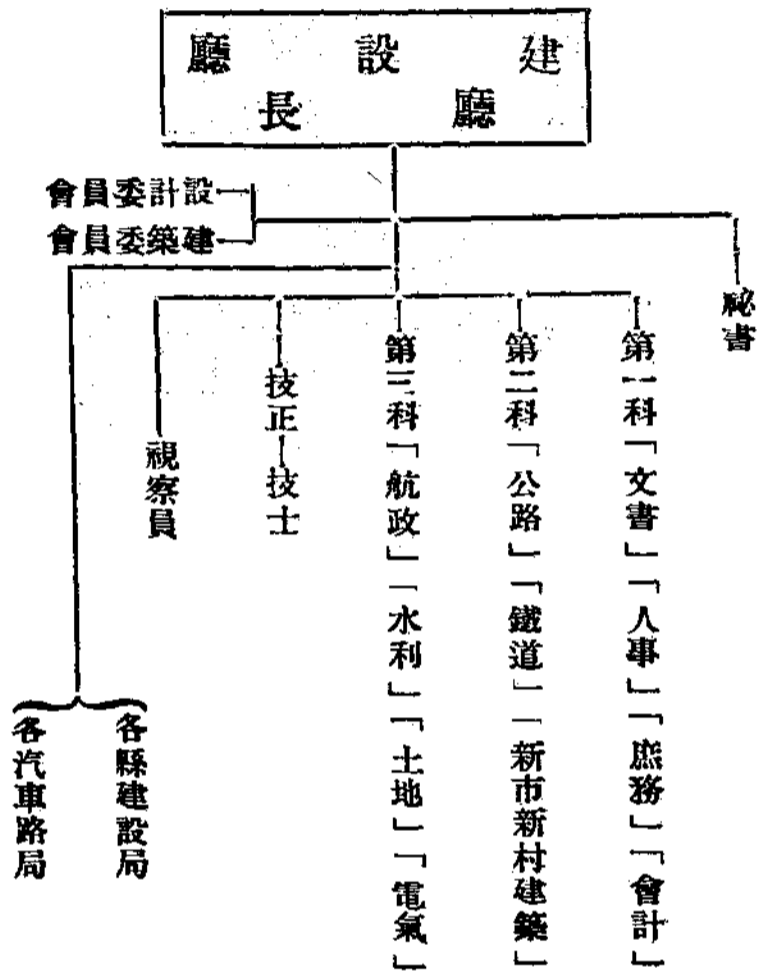 建設廳
廳長
祕書
設計委員會
建築委員會
第一科「文書」「人事」「庶務」「會計」
第二科「公路」「鐵道」「新市新村建築」
第三科「航政」「水利」「土地」「電氣」
技正—技士
視察員
各縣建設局
各汽車路局